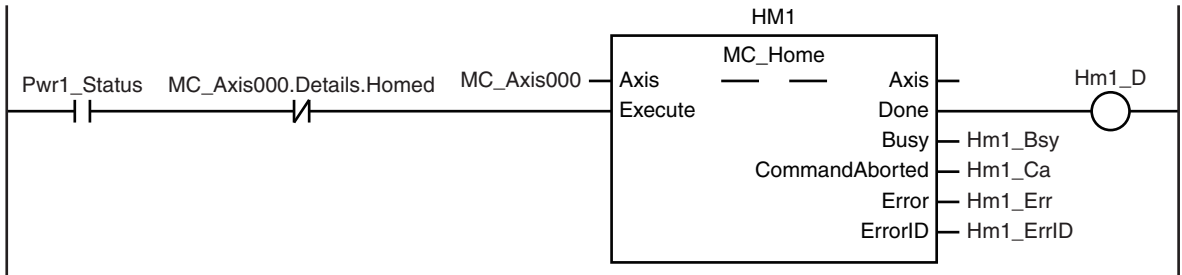 HM1
MC_Home
Pwr1_Status MC_Axis000.Details.Homed MC_Axis000 Axis Axis Hm1_D
Execute Done
Busy Hm1_Bsy
CommandAborted Hm1_Ca
Error Hm1_Err
ErrorID Hm1_ErrID